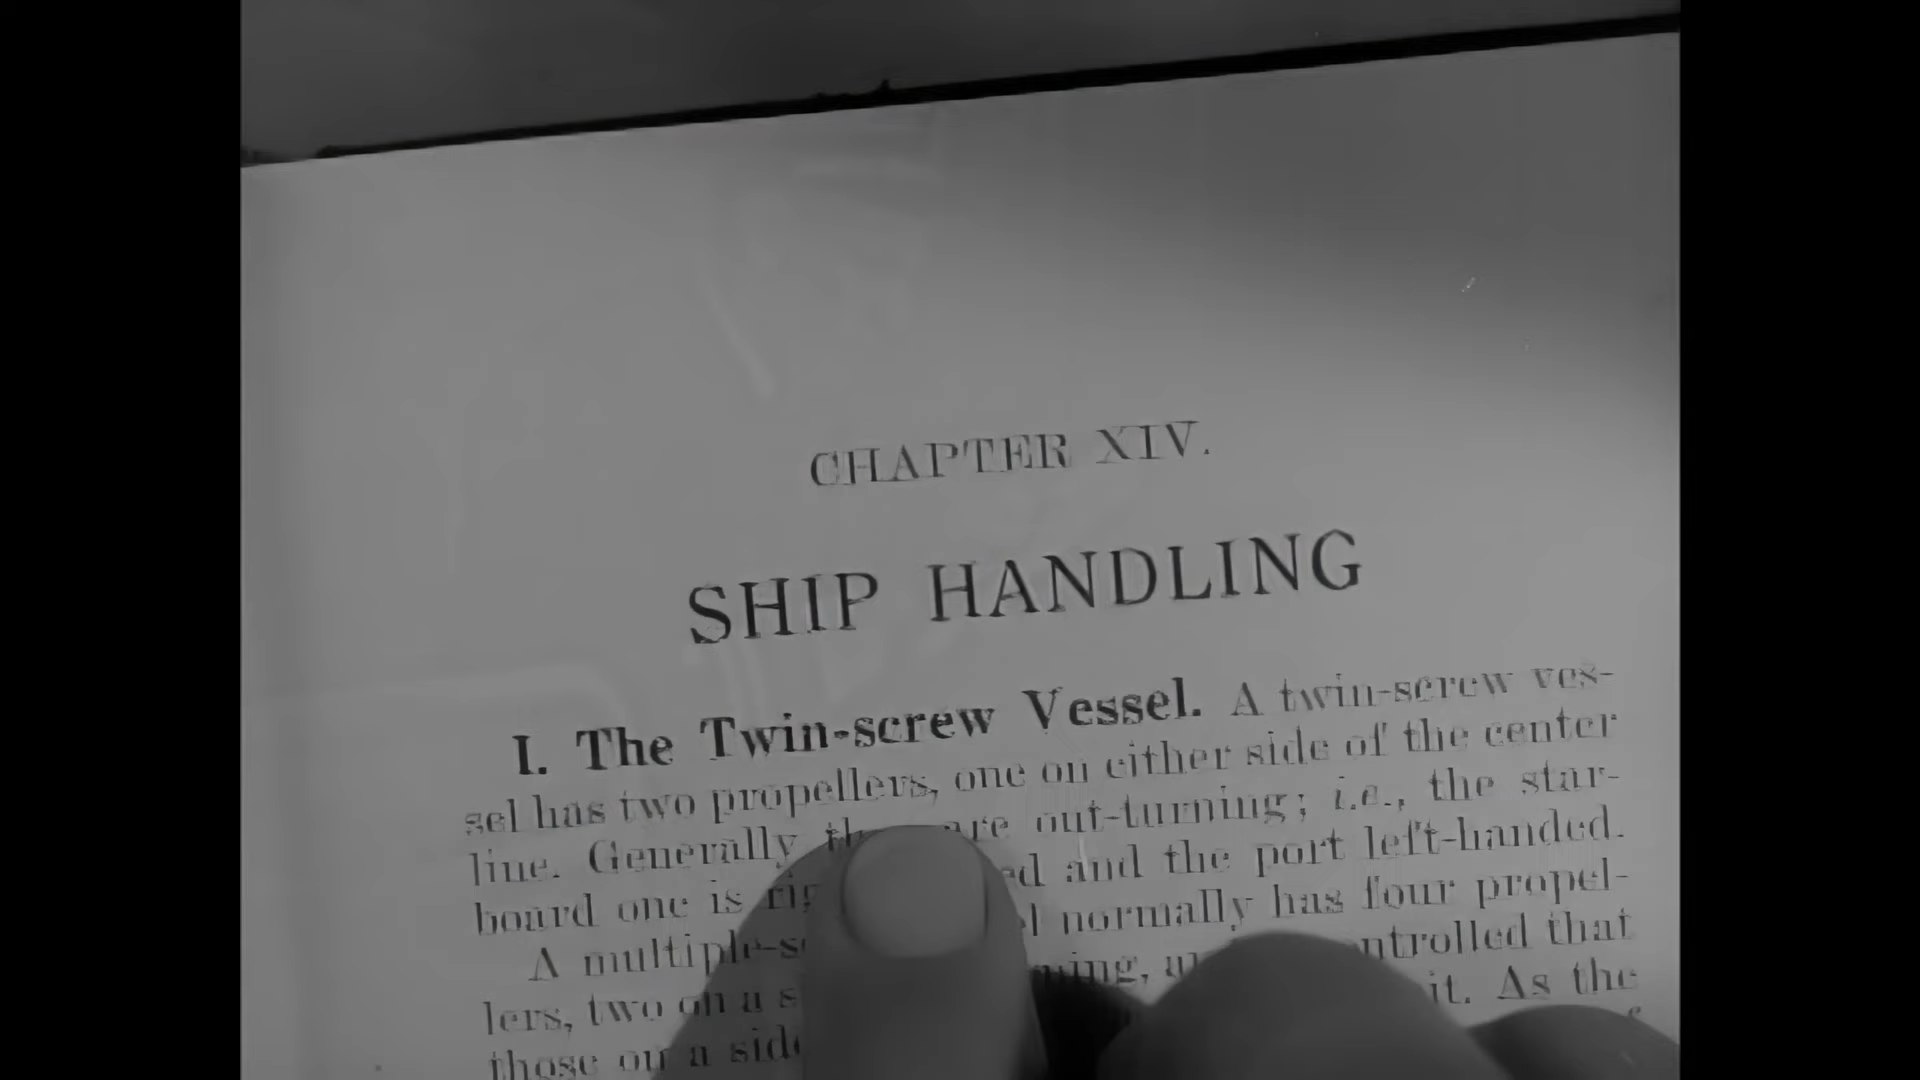 CHAPTER XIV.
SHIP HANDLING
I. The Twin-screw Vessel. A twin-screw ves-
sel has two propellers, one on either side of the center
line. Generally are out-turning; i.e., the star-
board one is and the port left-handed.
A multiple- normally has four propel-
lers, two on a controlled that
those on a side it. As the